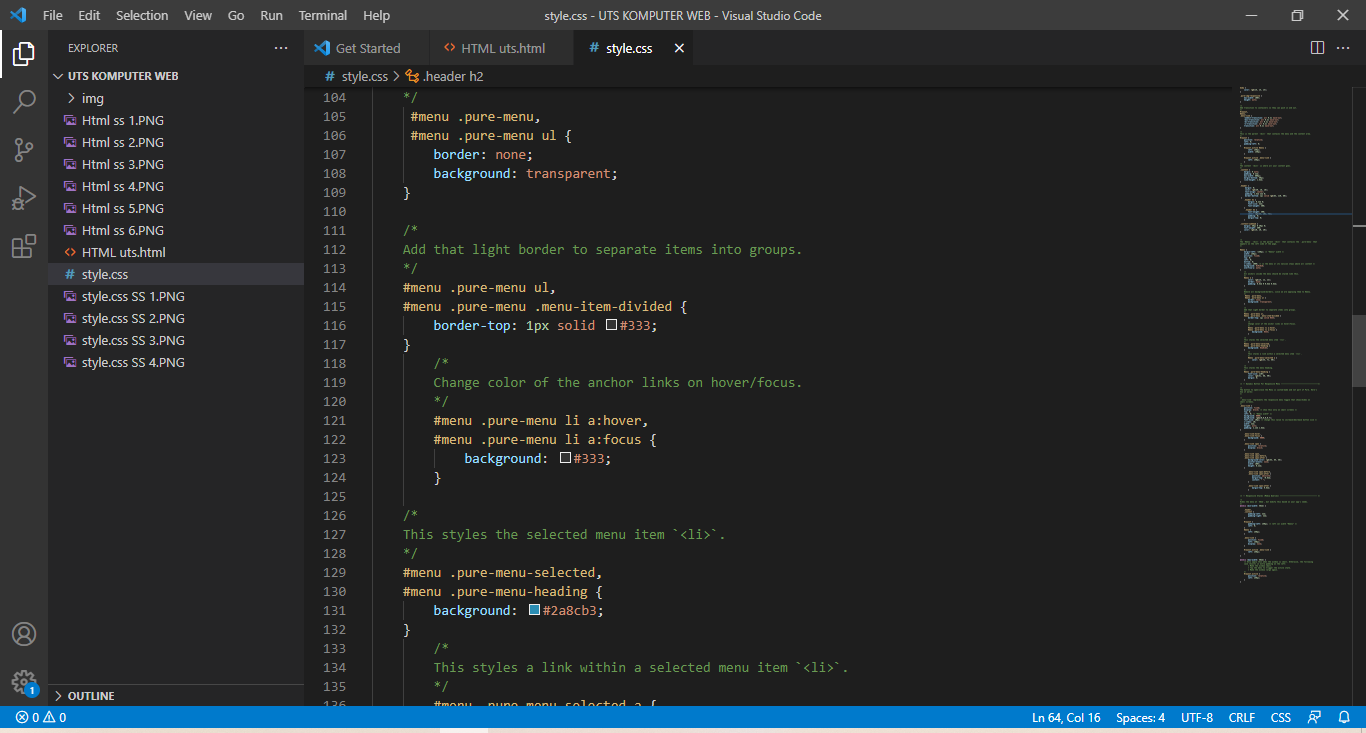 File Edit Selection View Go Run Terminal Help
style.css - UTS KOMPUTER WEB - Visual Studio Code
EXPLORER
UTS KOMPUTER WEB
img
Html ss 1.PNG
Html ss 2.PNG
Html ss 3.PNG
Html ss 4.PNG
Html ss 5.PNG
Html ss 6.PNG
HTML uts.html
style.css
style.css SS 1.PNG
style.css SS 2.PNG
style.css SS 3.PNG
style.css SS 4.PNG
OUTLINE
Get Started
HTML uts.html
style.css
style.css > .header h2
104 */
105 #menu .pure-menu,
106 #menu .pure-menu ul {
107 border: none;
108 background: transparent;
109 }
110
111 /*
112 Add that light border to separate items into groups.
113 */
114 #menu .pure-menu ul,
115 #menu .pure-menu .menu-item-divided {
116 border-top: 1px solid #333;
117 }
118 /*
119 Change color of the anchor links on hover/focus.
120 */
121 #menu .pure-menu li a:hover,
122 #menu .pure-menu li a:focus {
123 background: #333;
124 }
125
126 /*
127 This styles the selected menu item `<li>`.
128 */
129 #menu .pure-menu-selected,
130 #menu .pure-menu-heading {
131 background: #2a8cb3;
132 }
133 /*
134 This styles a link within a selected menu item `<li>`.
135 */
136 #menu .pure-menu-selected a {
1
0 0
Ln 64, Col 16 Spaces: 4 UTF-8 CRLF CSS